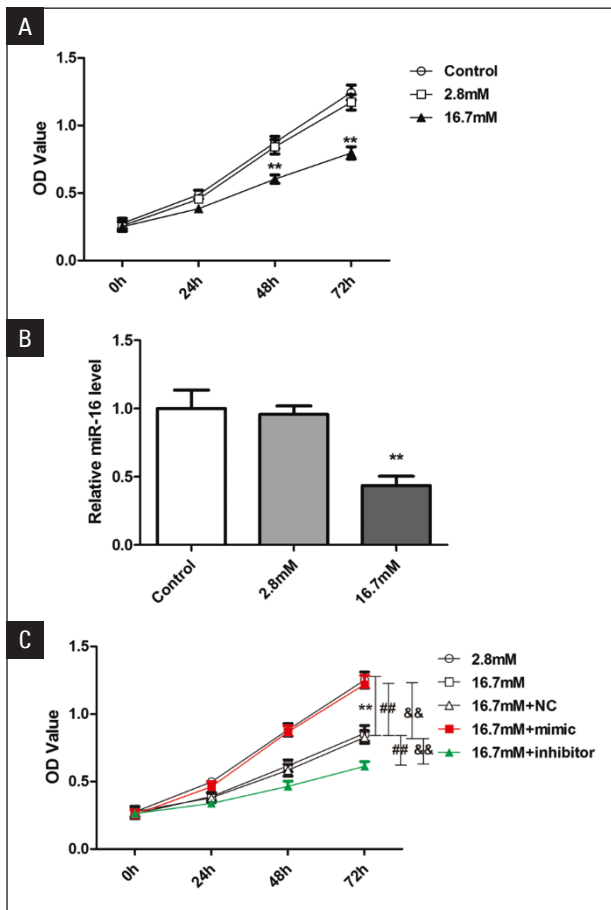 A
OD Value
1.5
1.0
0.5
0.0
0h
24h
48h
72h
**
**
Control
2.8mM
16.7mM
B
Relative miR-16 level
1.5
1.0
0.5
0.0
**
Control
2.8mM
16.7mM
C
OD Value
1.5
1.0
0.5
0.0
0h
24h
48h
72h
** ## &&
## &&
2.8mM
16.7mM
16.7mM+NC
16.7mM+mimic
16.7mM+inhibitor